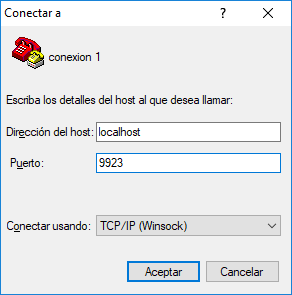 Conectar a
conexion 1
Escriba los detalles del host al que desea llamar:
Dirección del host: localhost
Puerto: 9923
Conectar usando: TCP/IP (Winsock)
Aceptar Cancelar